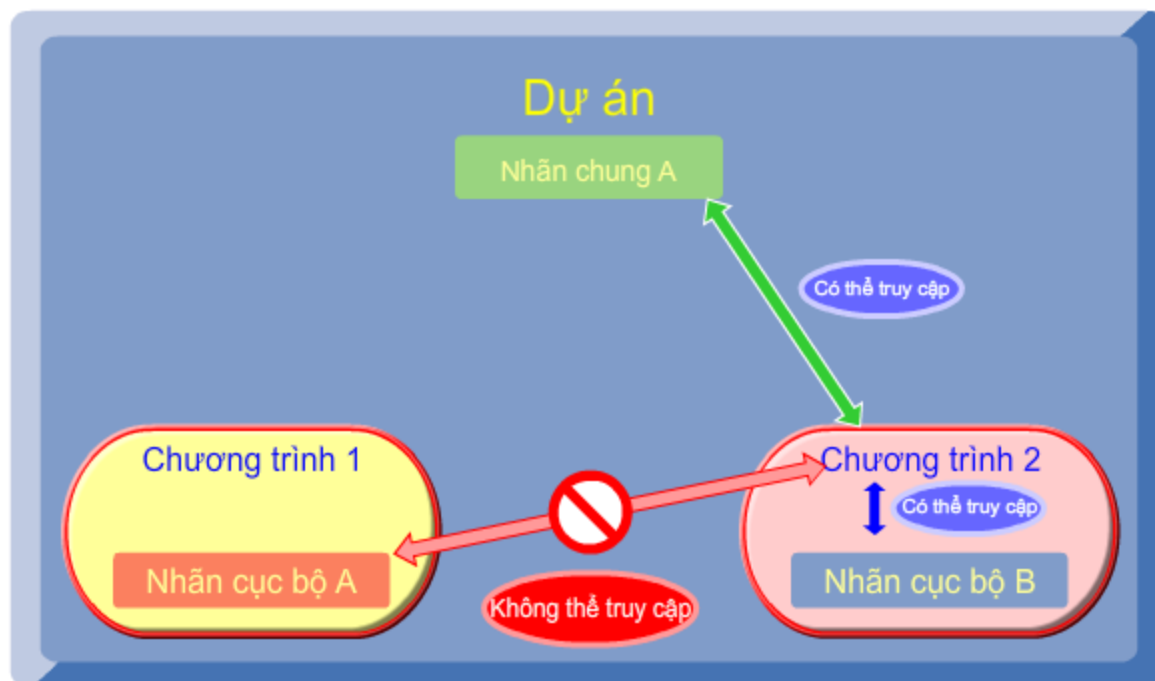 Dự án
Nhãn chung A
Có thể truy cập
Chương trình 1
Chương trình 2
Có thể truy cập
Nhãn cục bộ A
Nhãn cục bộ B
Không thể truy cập